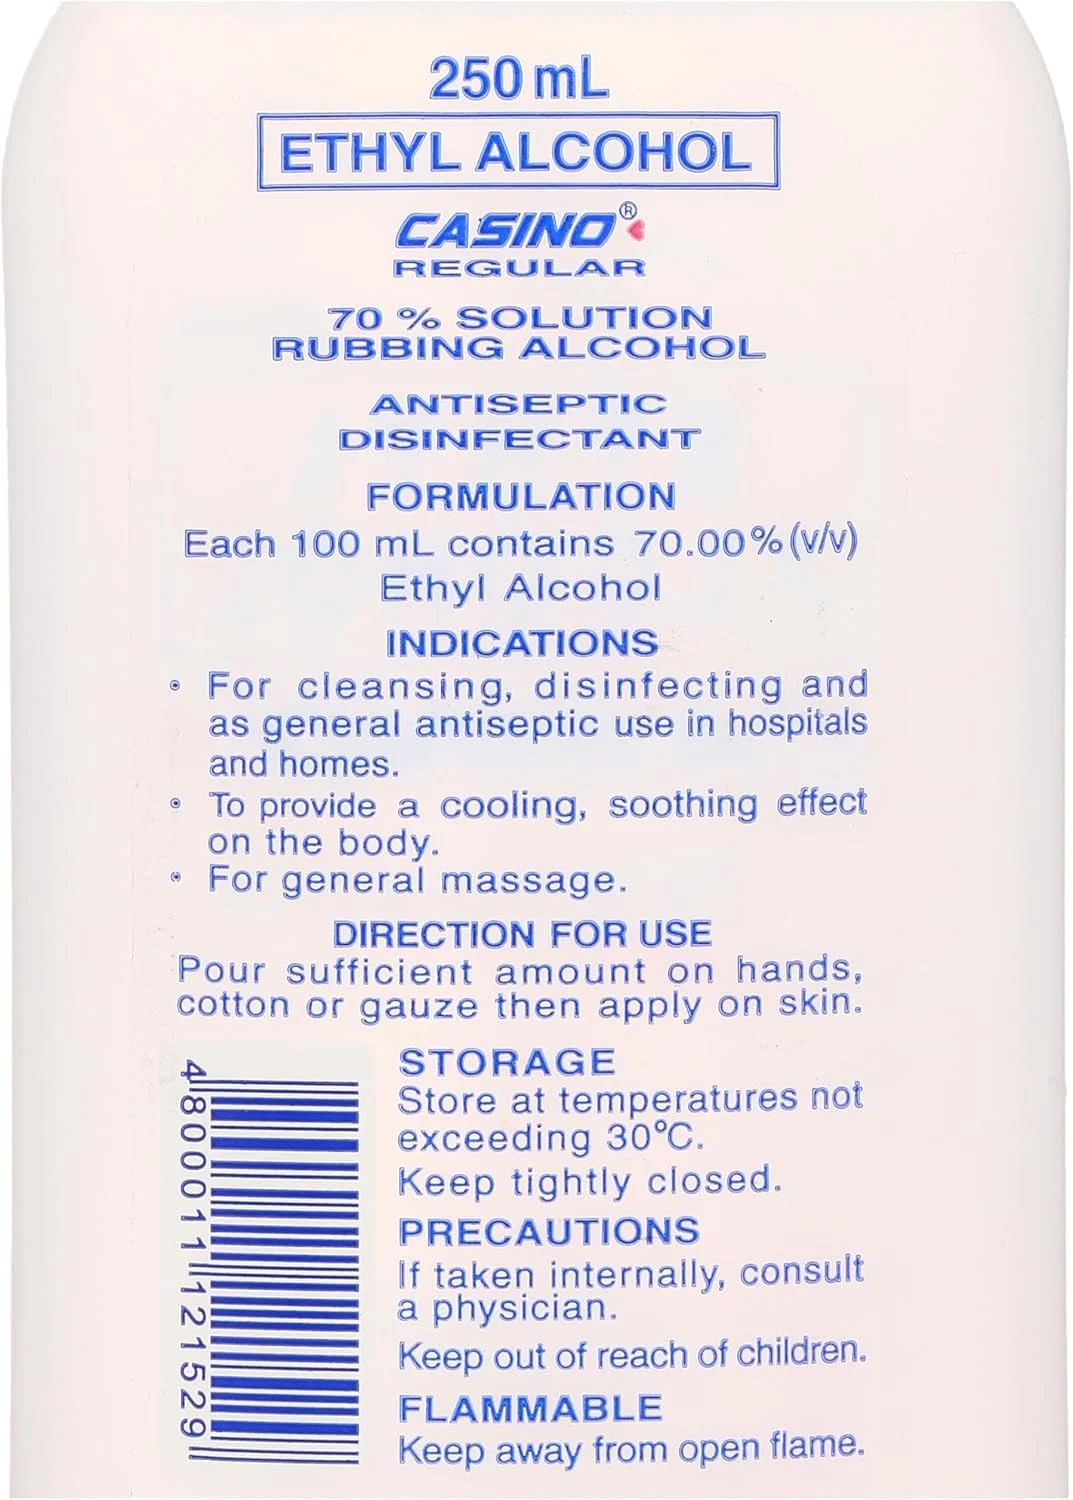 250 mL
ETHYL ALCOHOL
CASINO®
REGULAR
70 % SOLUTION
RUBBING ALCOHOL
ANTISEPTIC
DISINFECTANT
FORMULATION
Each 100 mL contains 70.00% (v/v)
Ethyl Alcohol
INDICATIONS
• For cleansing, disinfecting and
as general antiseptic use in hospitals
and homes.
• To provide a cooling, soothing effect
on the body.
• For general massage.
DIRECTION FOR USE
Pour sufficient amount on hands,
cotton or gauze then apply on skin.
STORAGE
Store at temperatures not
exceeding 30°C.
Keep tightly closed.
PRECAUTIONS
If taken internally, consult
a physician.
Keep out of reach of children.
FLAMMABLE
Keep away from open flame.
4800011121529